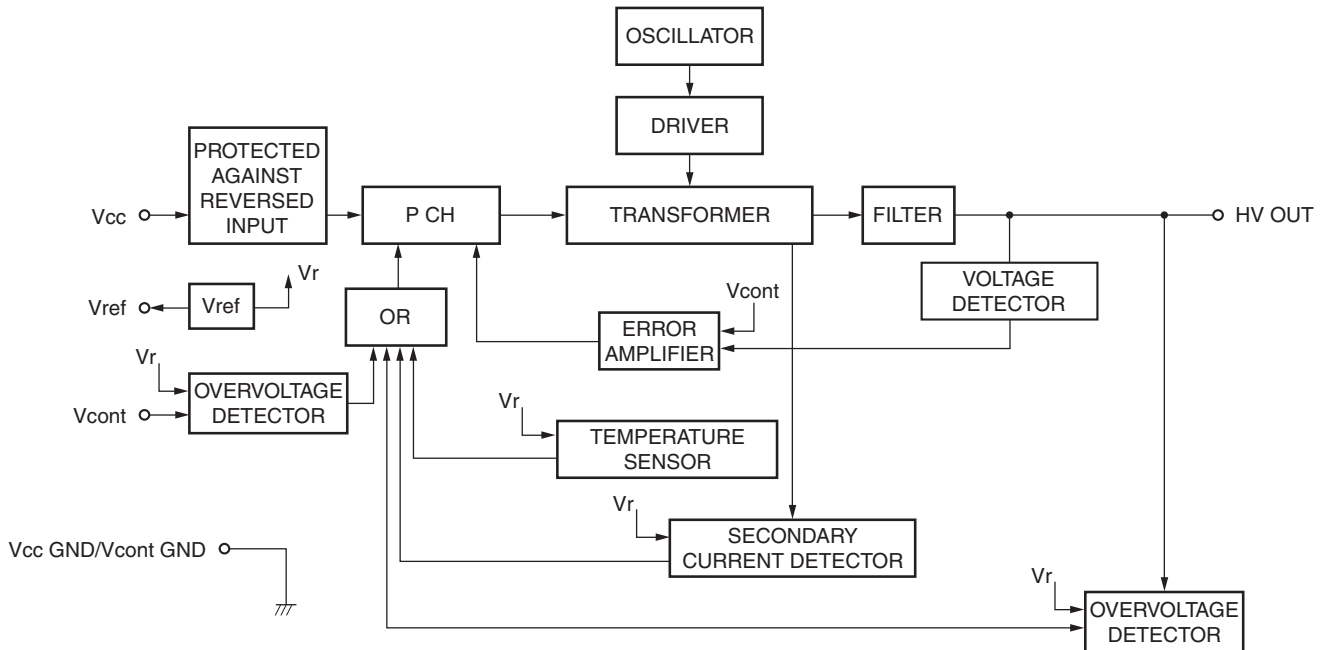 OSCILLATOR
DRIVER
PROTECTED
AGAINST
REVERSED
INPUT
Vcc
P CH
TRANSFORMER
FILTER
HV OUT
Vr
Vref
Vref
OR
Vcont
ERROR
AMPLIFIER
VOLTAGE
DETECTOR
Vr
Vcont
OVERVOLTAGE
DETECTOR
Vr
TEMPERATURE
SENSOR
Vr
SECONDARY
CURRENT DETECTOR
Vcc GND/Vcont GND
Vr
OVERVOLTAGE
DETECTOR